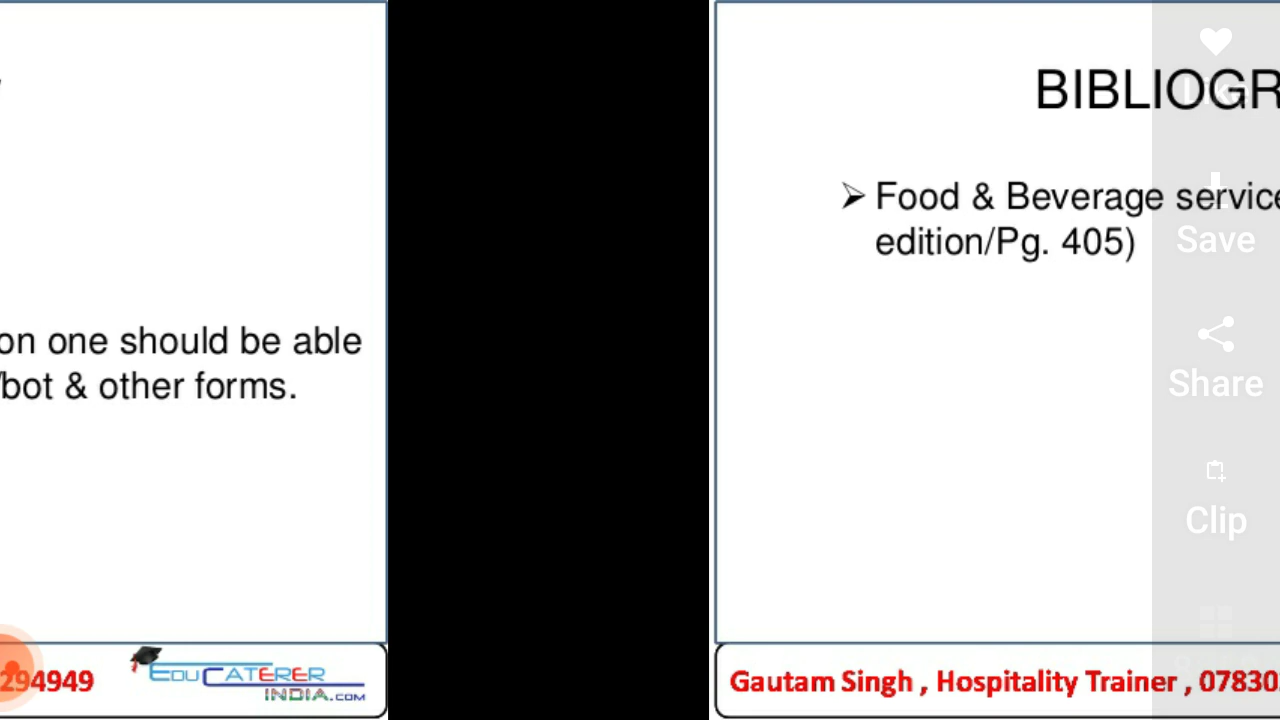 on one should be able
bot & other forms.
294949
EDUCATERER
INDIA.COM
BIBLIOGR
Food & Beverage service
edition/Pg. 405)
Gautam Singh , Hospitality Trainer , 07830
Like
Save
Share
Clip